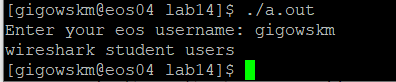 [gigowskm@eos04 lab14]$ ./a.out
Enter your eos username: gigowskm
wireshark student users
[gigowskm@eos04 lab14]$